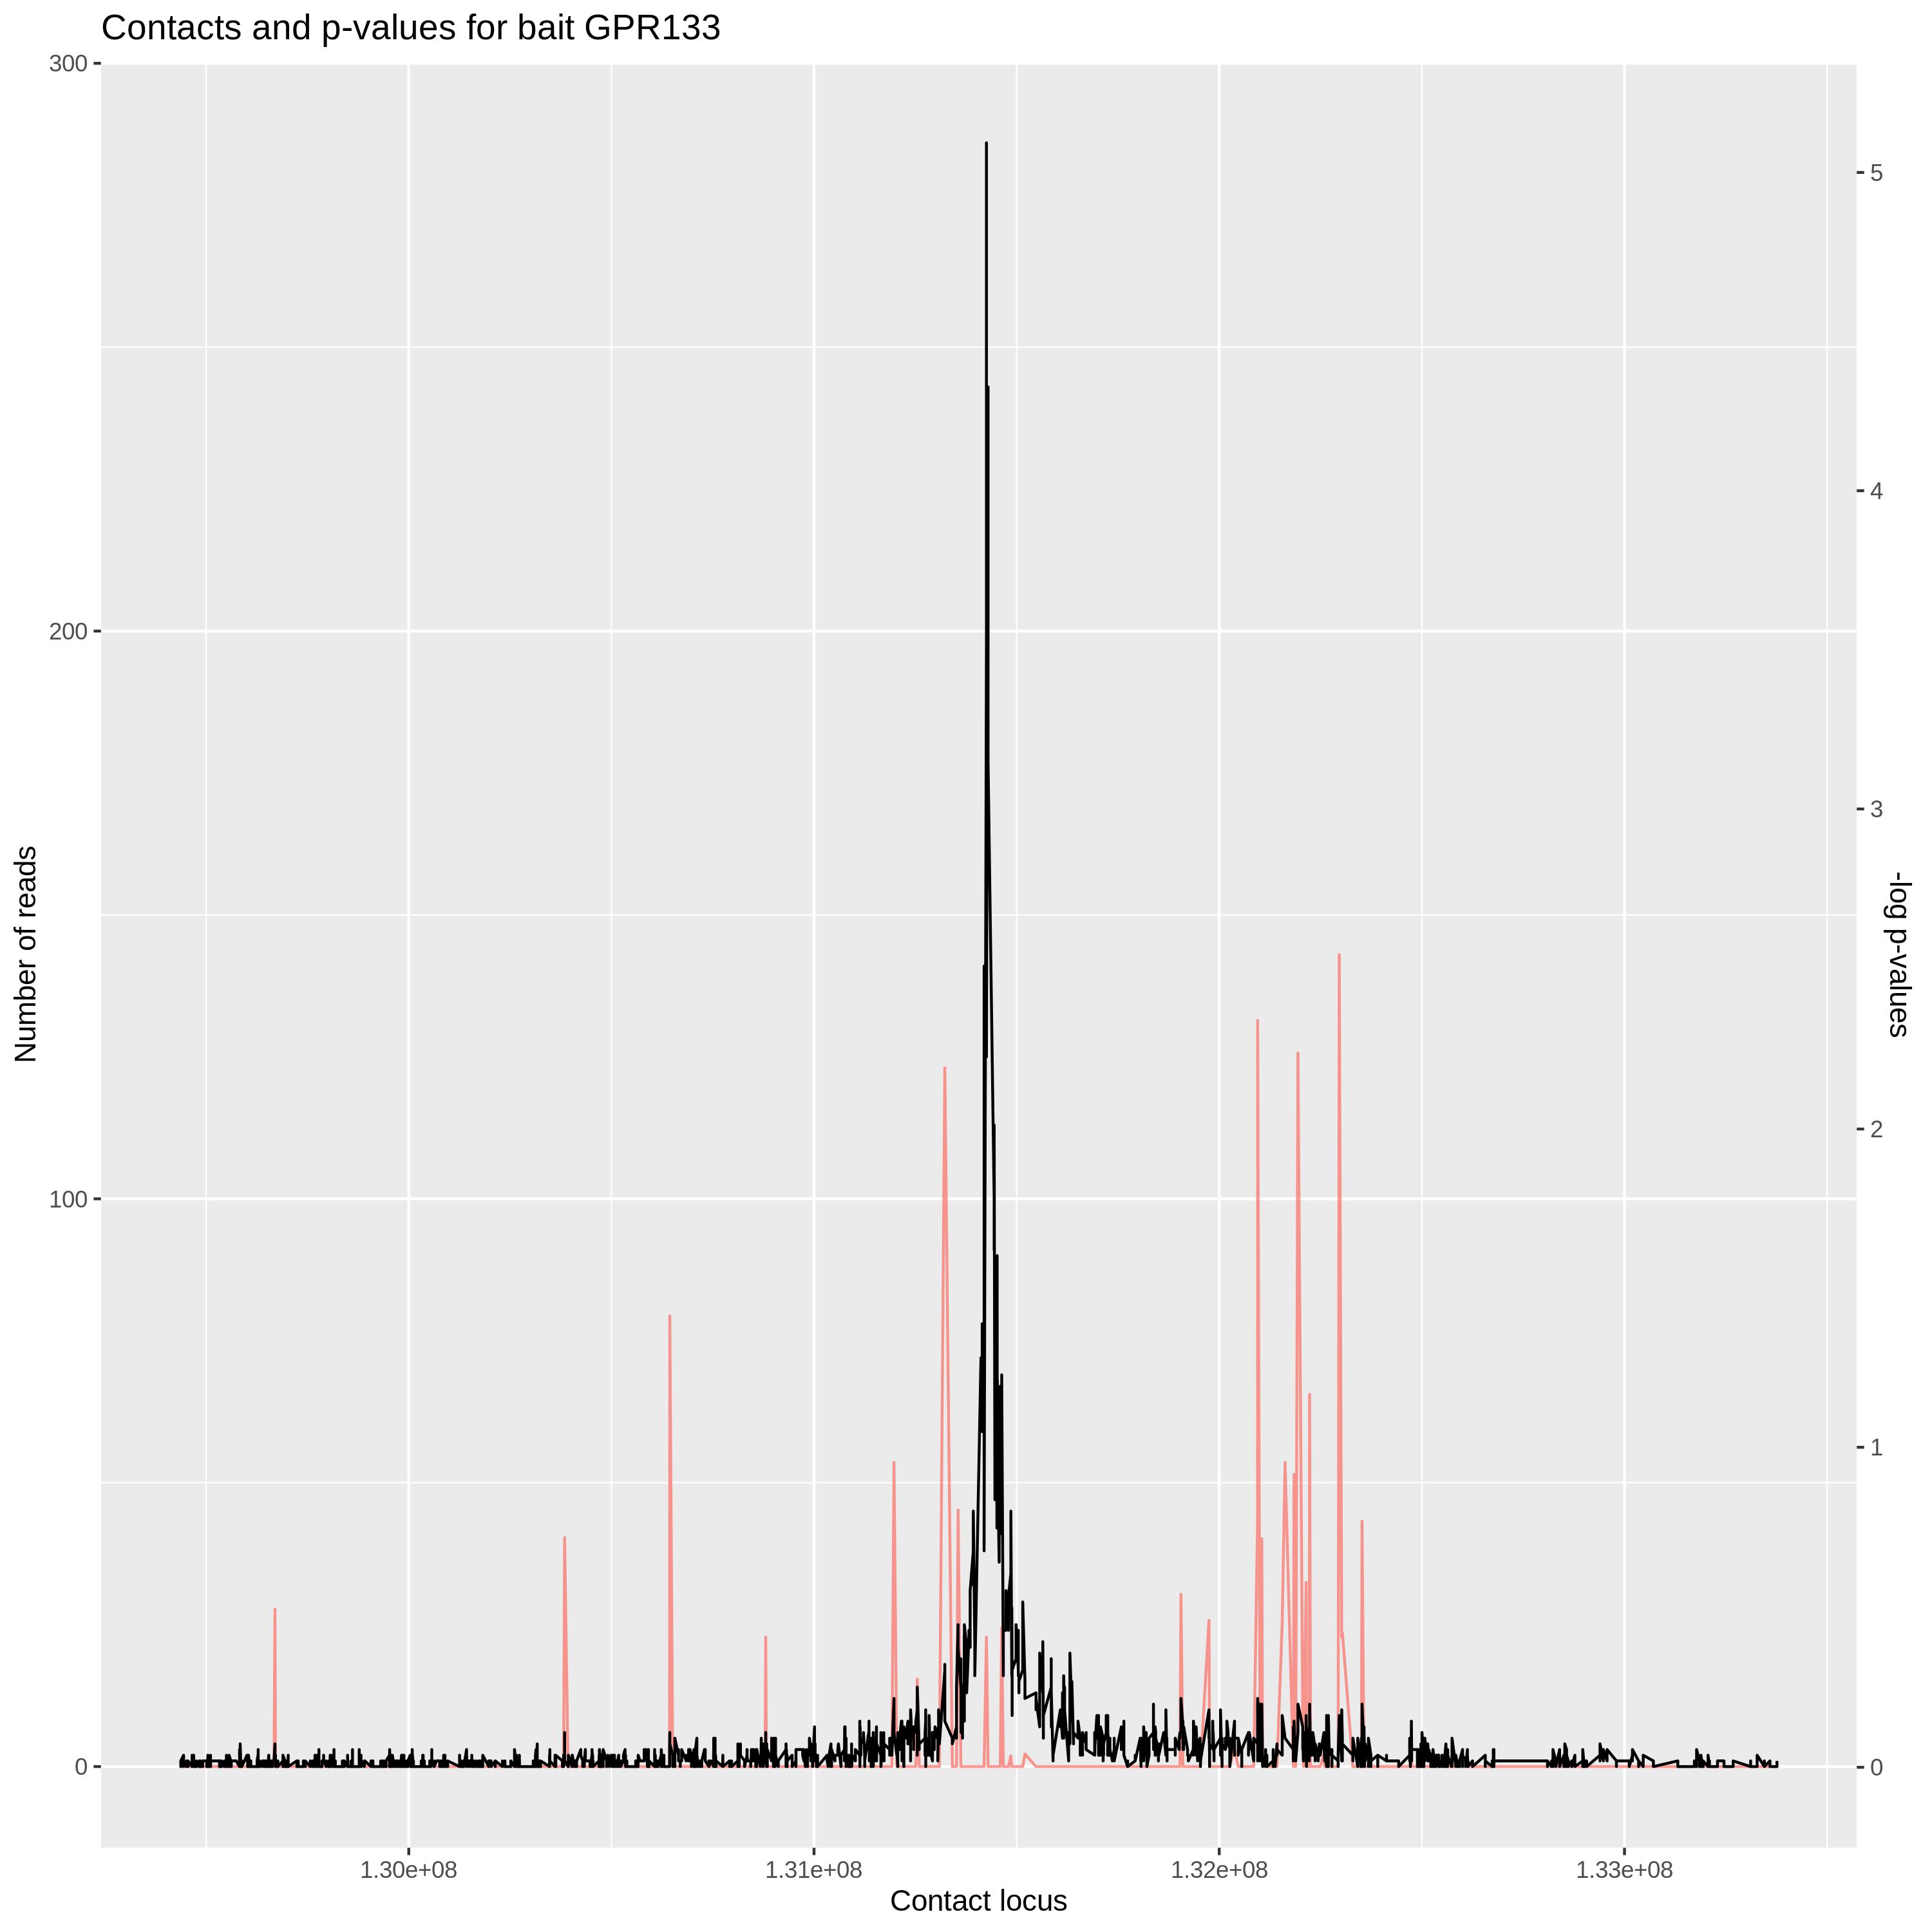 Contacts and p-values for bait GPR133
300
200
100
0
Number of reads
5
4
3
2
1
0
-log p-values
1.30e+08
1.31e+08
1.32e+08
1.33e+08
Contact locus